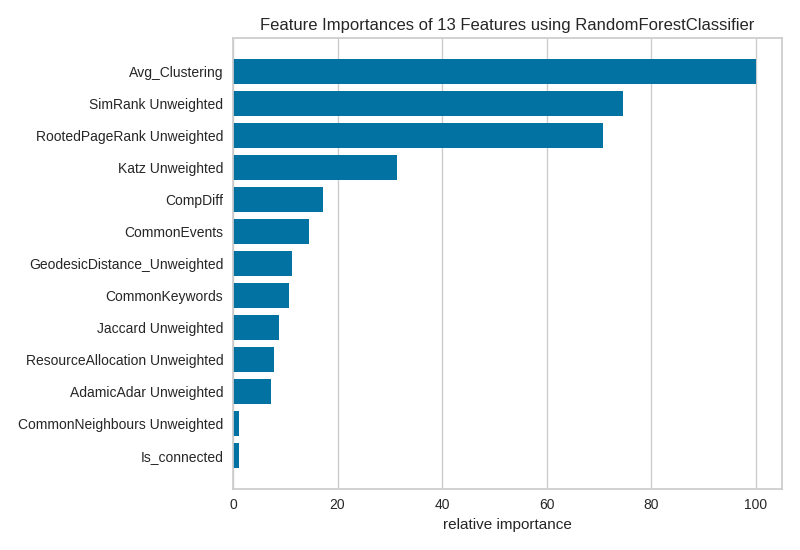 Feature Importances of 13 Features using RandomForestClassifier
Avg_Clustering
SimRank Unweighted
RootedPageRank Unweighted
Katz Unweighted
CompDiff
CommonEvents
GeodesicDistance_Unweighted
CommonKeywords
Jaccard Unweighted
ResourceAllocation Unweighted
AdamicAdar Unweighted
CommonNeighbours Unweighted
Is_connected
0 20 40 60 80 100
relative importance